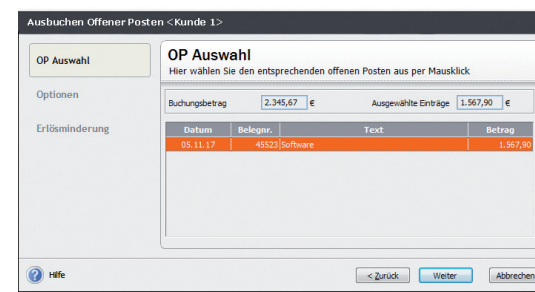 Ausbuchen Offener Posten <Kunde 1>
OP Auswahl
Optionen
Erlösminderung
OP Auswahl
Hier wählen Sie den entsprechenden offenen Posten aus per Mausklick
Buchungsbetrag 2.345,67 € Ausgewählte Einträge 1.567,90 €
Datum Belegnr. Text Betrag
05.11.17 45523 Software 1.567,90
Hilfe < Zurück Weiter Abbrechen